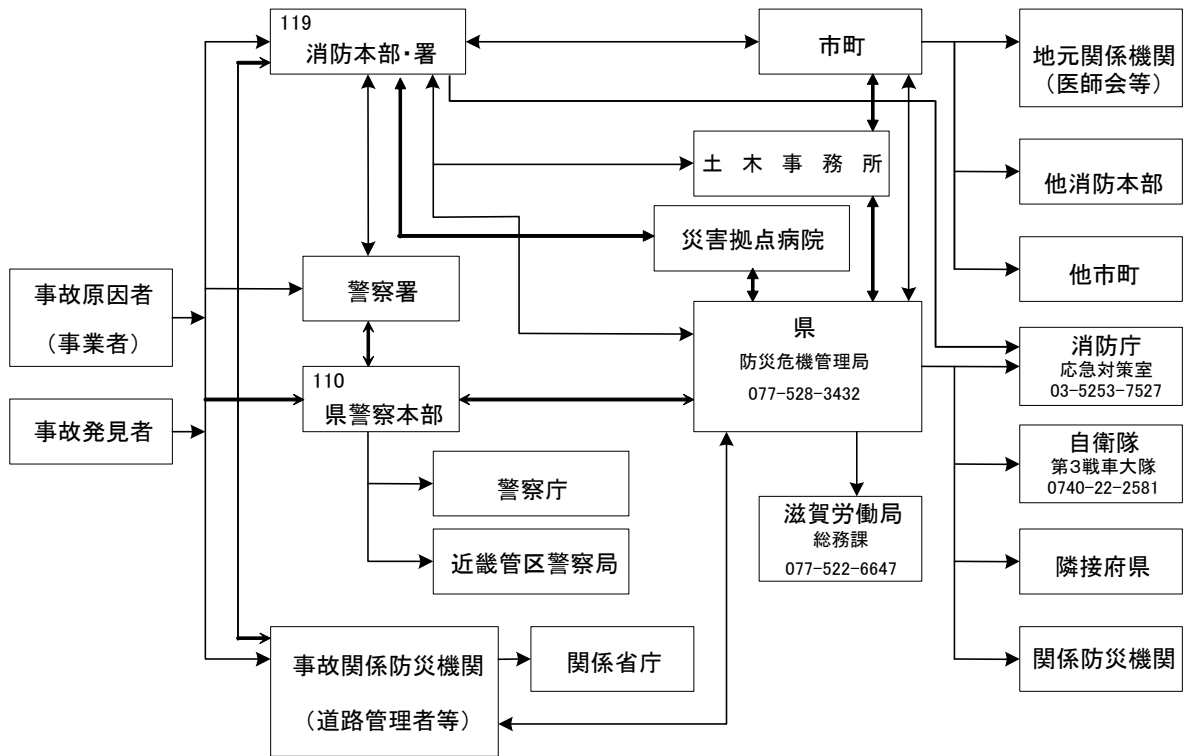 119
消防本部・署
市町
地元関係機関
（医師会等）
土木事務所
他消防本部
災害拠点病院
他市町
事故原因者
（事業者）
警察署
県
防災危機管理局
077-528-3432
消防庁
応急対策室
03-5253-7527
110
県警察本部
事故発見者
自衛隊
第3戦車大隊
0740-22-2581
警察庁
滋賀労働局
総務課
077-522-6647
近畿管区警察局
隣接府県
事故関係防災機関
（道路管理者等）
関係省庁
関係防災機関